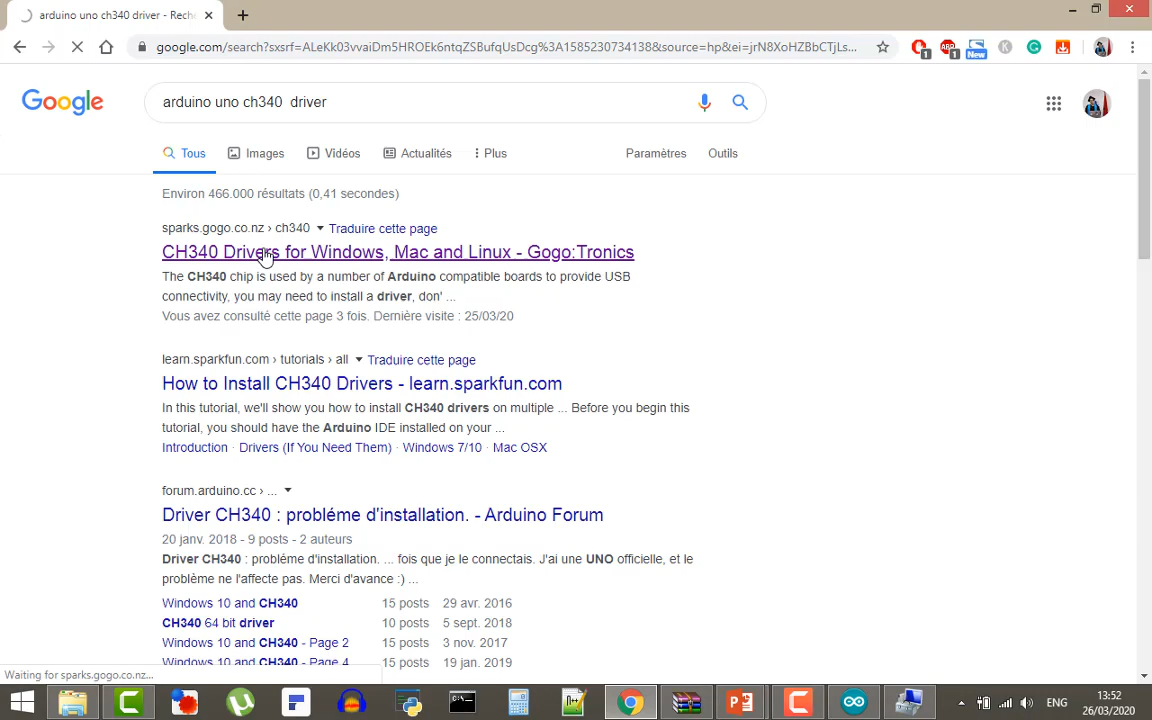 arduino uno ch340 driver - Reche
google.com/search?sxsrf=ALeKk03vvaiDm5HROEk6ntqZSBufqUsDcg%3A1585230734138&source=hp&ei=jrN8XoHZBbCTjLs...
1
1
New
Google
arduino uno ch340  driver
Tous Images Vidéos Actualités Plus Paramètres Outils
Environ 466.000 résultats (0,41 secondes)
sparks.gogo.co.nz › ch340 Traduire cette page
CH340 Drivers for Windows, Mac and Linux - Gogo:Tronics
The CH340 chip is used by a number of Arduino compatible boards to provide USB
connectivity, you may need to install a driver, don' ...
Vous avez consulté cette page 3 fois. Dernière visite : 25/03/20
learn.sparkfun.com › tutorials › all Traduire cette page
How to Install CH340 Drivers - learn.sparkfun.com
In this tutorial, we'll show you how to install CH340 drivers on multiple ... Before you begin this
tutorial, you should have the Arduino IDE installed on your ...
Introduction · Drivers (If You Need Them) · Windows 7/10 · Mac OSX
forum.arduino.cc › ...
Driver CH340 : probléme d'installation. - Arduino Forum
20 janv. 2018 - 9 posts - 2 auteurs
Driver CH340 : probléme d'installation. ... fois que je le connectais. J'ai une UNO officielle, et le
problème ne l'affecte pas. Merci d'avance :) ...
Windows 10 and CH340 15 posts 29 avr. 2016
CH340 64 bit driver 10 posts 5 sept. 2018
Windows 10 and CH340 - Page 2 15 posts 3 nov. 2017
Windows 10 and CH340 - Page 4 15 posts 19 janv. 2019
Waiting for sparks.gogo.co.nz...
ENG
13:52
26/03/2020